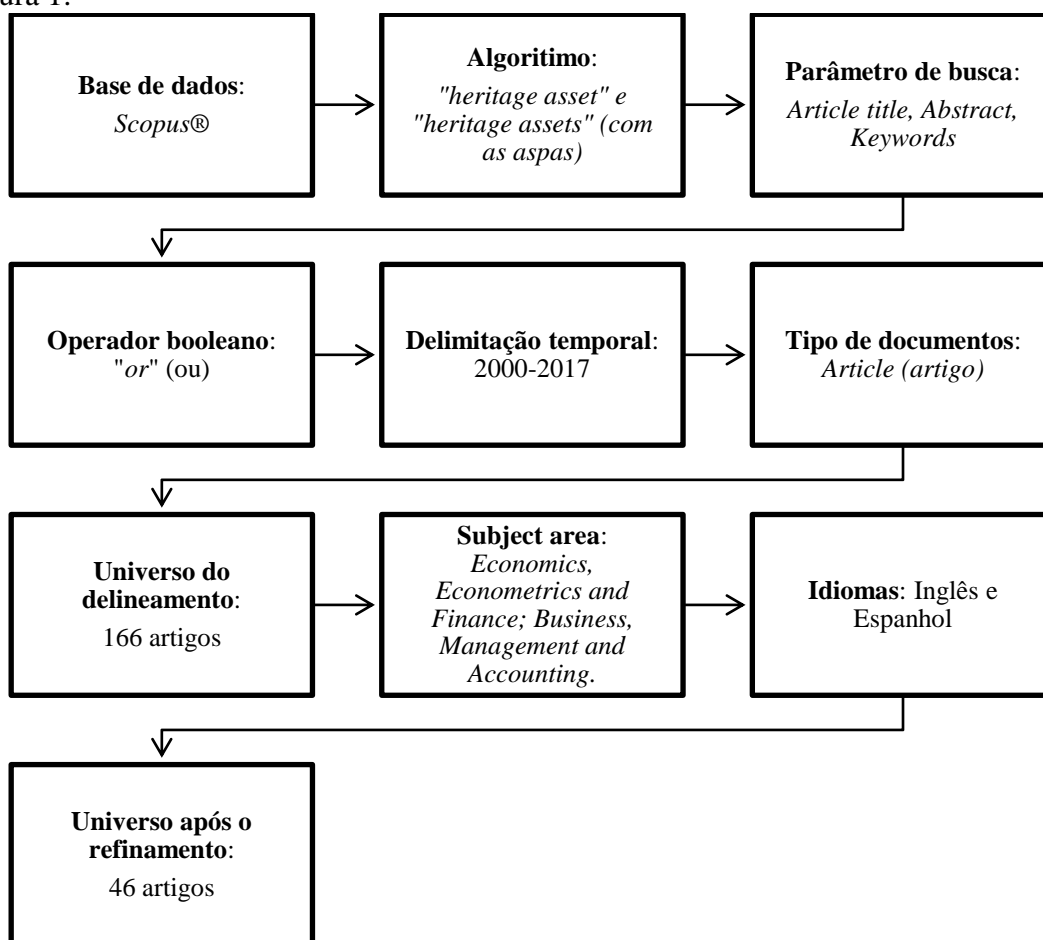 ura 1:
Base de dados:
Scopus®
Algoritimo:
"heritage asset" e
"heritage assets" (com
as aspas)
Parâmetro de busca:
Article title, Abstract,
Keywords
Operador booleano:
"or" (ou)
Delimitação temporal:
2000-2017
Tipo de documentos:
Article (artigo)
Universo do
delineamento:
166 artigos
Subject area:
Economics,
Econometrics and
Finance; Business,
Management and
Accounting.
Idiomas: Inglês e
Espanhol
Universo após o
refinamento:
46 artigos